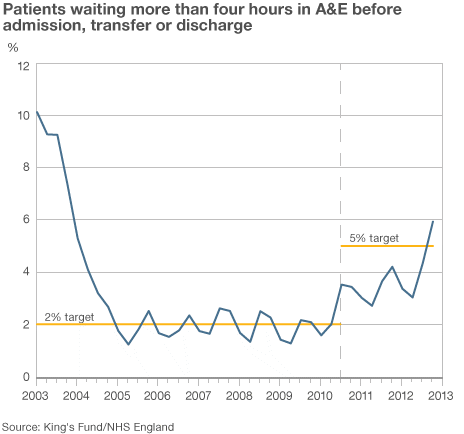 Patients waiting more than four hours in A&E before
admission, transfer or discharge
%
12
10
8
6
5% target
4
2% target
2
0
2003 2004 2005 2006 2007 2008 2009 2010 2011 2012 2013
Source: King's Fund/NHS England